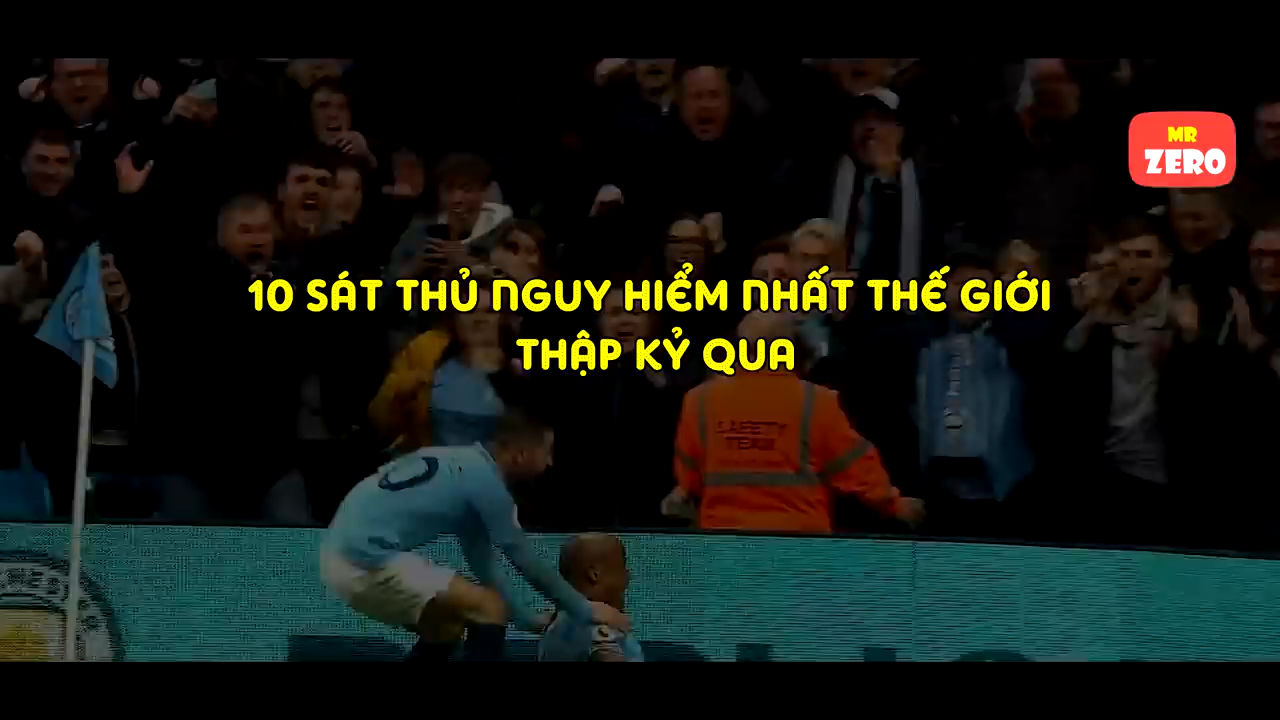 MR
ZERO
10 SÁT THỦ NGUY HIỂM NHẤT THẾ GIỚI
THẬP KỶ QUA
SAFETY
TEAM